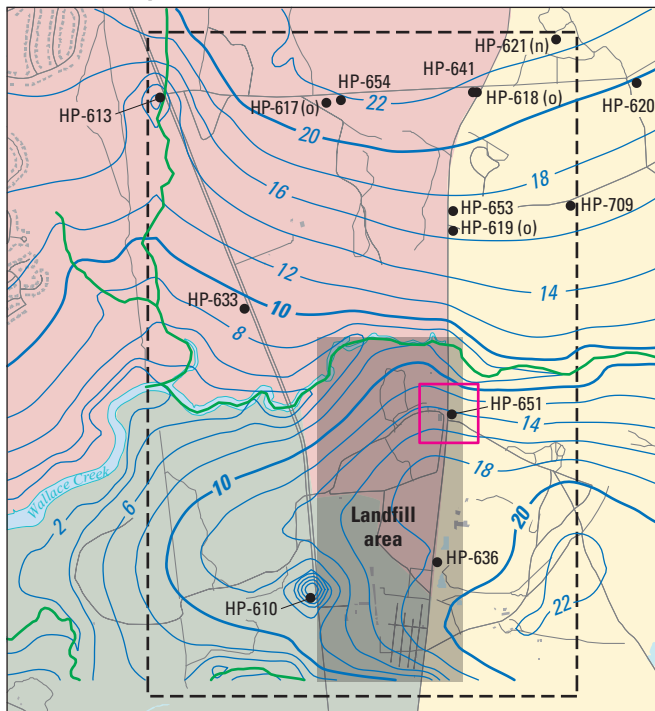 HP-621 (n)
HP-654
HP-641
22
HP-620
HP-613
HP-617 (o)
HP-618 (o)
20
16
18
HP-653
HP-709
HP-619 (o)
12
14
HP-633
10
8
HP-651
14
Wallace Creek
10
18
2
6
Landfill
area
20
HP-636
22
HP-610